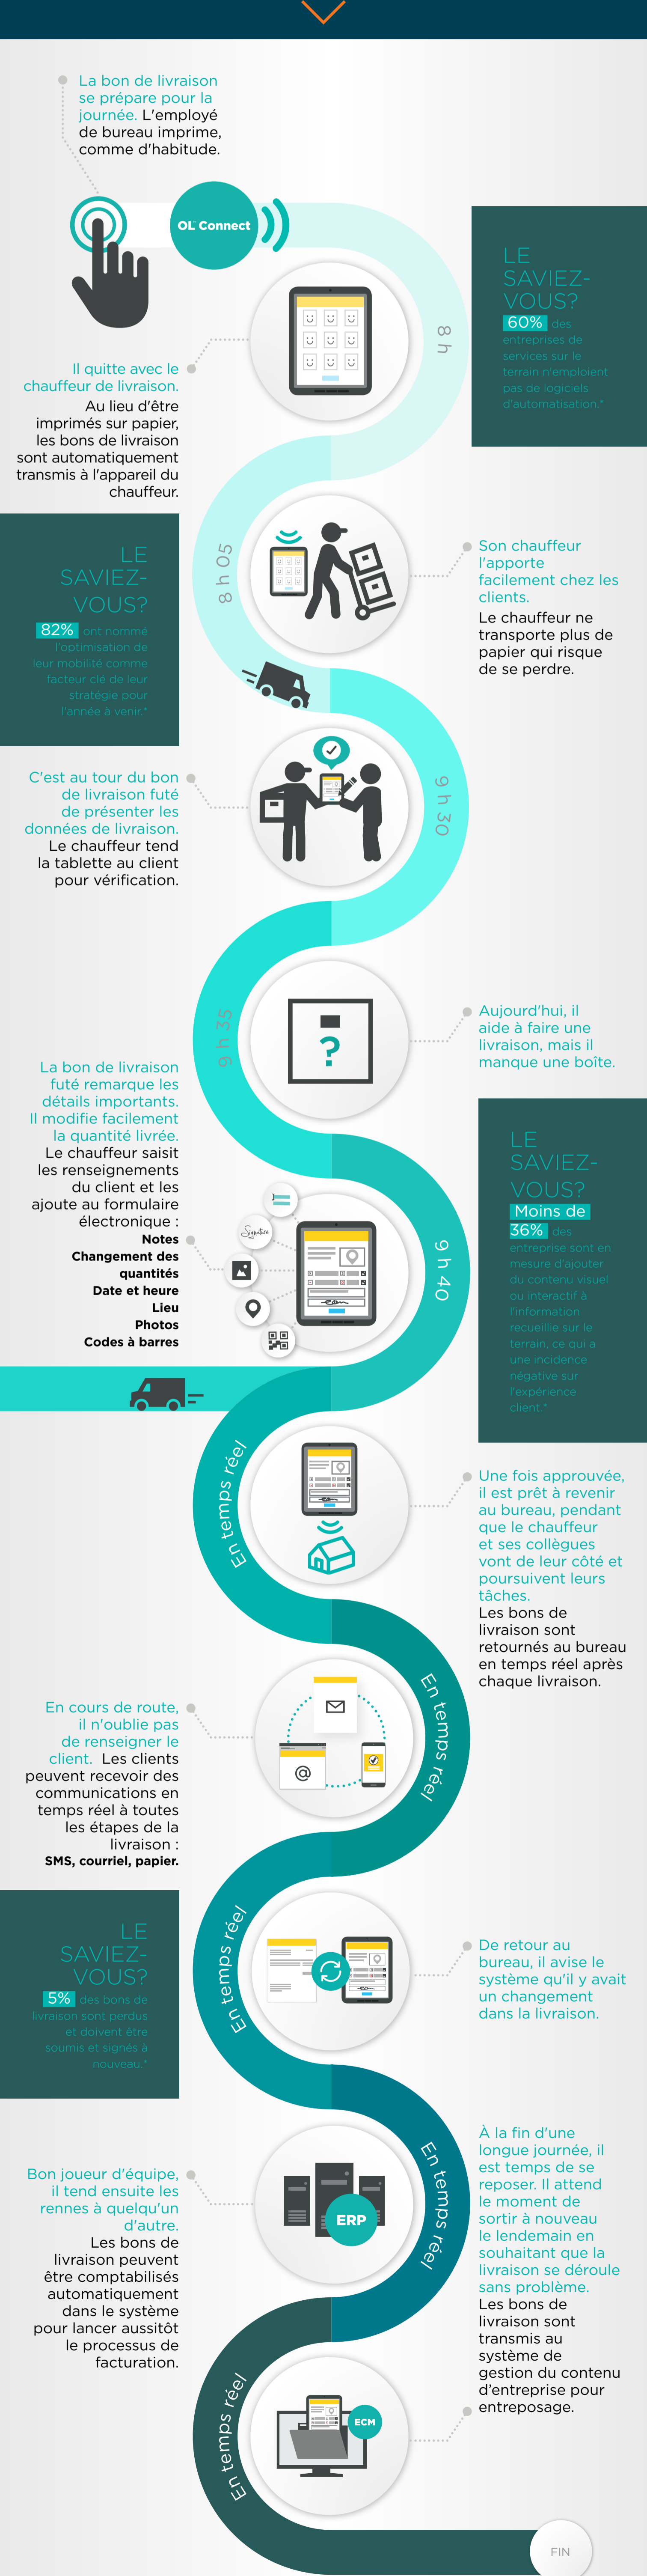 La bon de livraison
se prépare pour la
journée. L'employé
de bureau imprime,
comme d'habitude.
OL™ Connect
8 h
LE
SAVIEZ-
VOUS?
60% des
entreprises de
services sur le
terrain n'emploient
pas de logiciels
d'automatisation.*
Il quitte avec le
chauffeur de livraison.
Au lieu d'être
imprimés sur papier,
les bons de livraison
sont automatiquement
transmis à l'appareil du
chauffeur.
8 h 05
LE
SAVIEZ-
VOUS?
82% ont nommé
l'optimisation de
leur mobilité comme
facteur clé de leur
stratégie pour
l'année à venir.*
Son chauffeur
l'apporte
facilement chez les
clients.
Le chauffeur ne
transporte plus de
papier qui risque
de se perdre.
C'est au tour du bon
de livraison futé
de présenter les
données de livraison.
Le chauffeur tend
la tablette au client
pour vérification.
9 h 30
9 h 35
?
Aujourd'hui, il
aide à faire une
livraison, mais il
manque une boîte.
La bon de livraison
futé remarque les
détails importants.
Il modifie facilement
la quantité livrée.
Le chauffeur saisit
les renseignements
du client et les
ajoute au formulaire
électronique :
Notes
Changement des
quantités
Date et heure
Lieu
Photos
Codes à barres
Signature
9 h 40
LE
SAVIEZ-
VOUS?
Moins de
36% des
entreprise sont en
mesure d'ajouter
du contenu visuel
ou interactif à
l'information
recueillie sur le
terrain, ce qui a
une incidence
négative sur
l'expérience
client.*
En temps réel
Une fois approuvée,
il est prêt à revenir
au bureau, pendant
que le chauffeur
et ses collègues
vont de leur côté et
poursuivent leurs
tâches.
Les bons de
livraison sont
retournés au bureau
en temps réel après
chaque livraison.
En cours de route,
il n'oublie pas
de renseigner le
client. Les clients
peuvent recevoir des
communications en
temps réel à toutes
les étapes de la
livraison :
SMS, courriel, papier.
@
En temps réel
LE
SAVIEZ-
VOUS?
5% des bons de
livraison sont perdus
et doivent être
soumis et signés à
nouveau.*
En temps réel
De retour au
bureau, il avise le
système qu'il y avait
un changement
dans la livraison.
Bon joueur d'équipe,
il tend ensuite les
rennes à quelqu'un
d'autre.
Les bons de
livraison peuvent
être comptabilisés
automatiquement
dans le système
pour lancer aussitôt
le processus de
facturation.
ERP
En temps réel
À la fin d'une
longue journée, il
est temps de se
reposer. Il attend
le moment de
sortir à nouveau
le lendemain en
souhaitant que la
livraison se déroule
sans problème.
Les bons de
livraison sont
transmis au
système de
gestion du contenu
d'entreprise pour
entreposage.
En temps réel
ECM
FIN